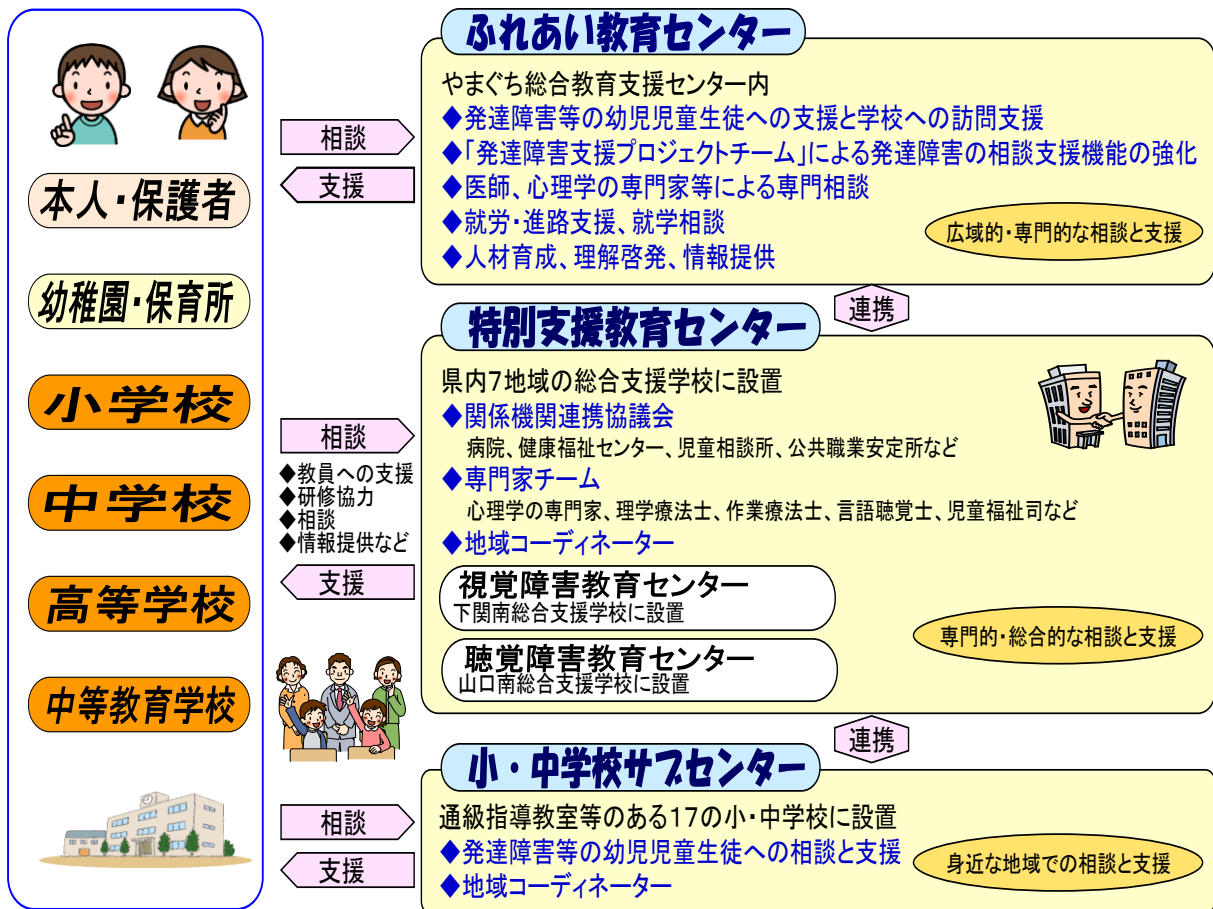 本人・保護者
幼稚園・保育所
小学校
中学校
高等学校
中等教育学校
相談
支援
ふれあい教育センター
やまぐち総合教育支援センター内
◆発達障害等の幼児児童生徒への支援と学校への訪問支援
◆「発達障害支援プロジェクトチーム」による発達障害の相談支援機能の強化
◆医師、心理学の専門家等による専門相談
◆就労・進路支援、就学相談
◆人材育成、理解啓発、情報提供
広域的・専門的な相談と支援
連携
相談
◆教員への支援
◆研修協力
◆相談
◆情報提供など
支援
特別支援教育センター
県内7地域の総合支援学校に設置
◆関係機関連携協議会
病院、健康福祉センター、児童相談所、公共職業安定所など
◆専門家チーム
心理学の専門家、理学療法士、作業療法士、言語聴覚士、児童福祉司など
◆地域コーディネーター
視覚障害教育センター
下関南総合支援学校に設置
聴覚障害教育センター
山口南総合支援学校に設置
専門的・総合的な相談と支援
連携
相談
支援
小・中学校サブセンター
通級指導教室等のある17の小・中学校に設置
◆発達障害等の幼児児童生徒への相談と支援
◆地域コーディネーター
身近な地域での相談と支援